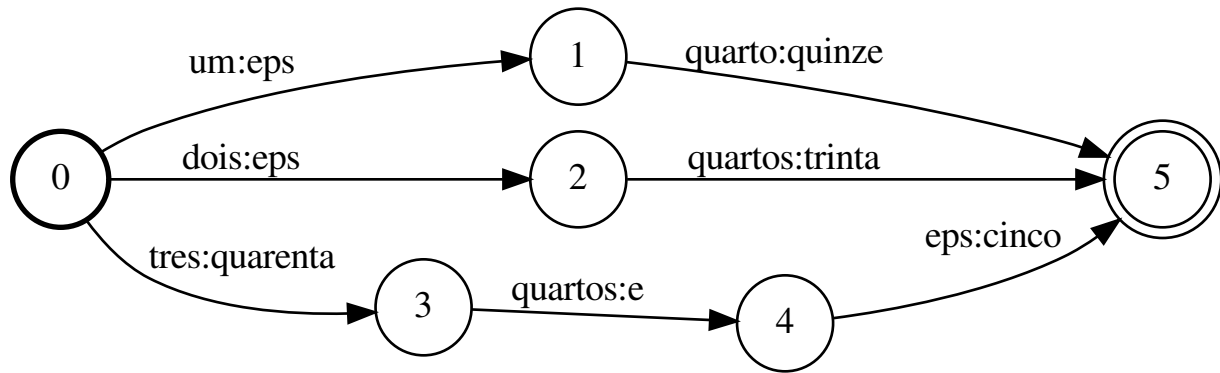 um:eps
1
quarto:quinze
0
dois:eps
2
quartos:trinta
5
tres:quarenta
3
quartos:e
4
eps:cinco